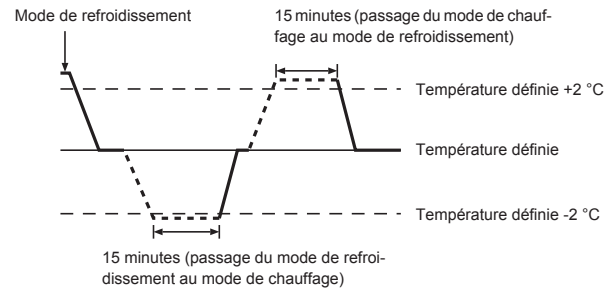 Mode de refroidissement
15 minutes (passage du mode de chauf-
fage au mode de refroidissement)
Température définie +2 °C
Température définie
Température définie -2 °C
15 minutes (passage du mode de refroi-
dissement au mode de chauffage)